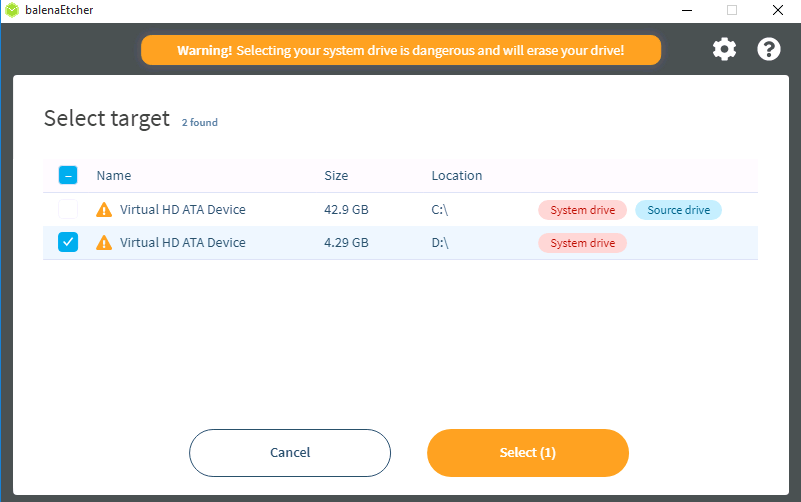 balenaEtcher
Warning! Selecting your system drive is dangerous and will erase your drive!
Select target 2 found
Name Size Location
Virtual HD ATA Device 42.9 GB C:\ System drive Source drive
Virtual HD ATA Device 4.29 GB D:\ System drive
Cancel Select (1)